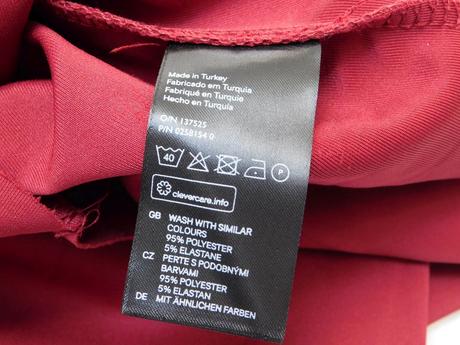 Made in Turkey
Fabricado em Turquia
Fabriqué en Turquie
Hecho en Turquía
O/N 137525
P/N 0258154 0
40 P
clevercare.info
GB WASH WITH SIMILAR
COLOURS
95% POLYESTER
5% ELASTANE
CZ PERTE S PODOBNÝMI
BARVAMI
95% POLYESTER
5% ELASTAN
DE MIT ÄHNLICHEN FARBEN